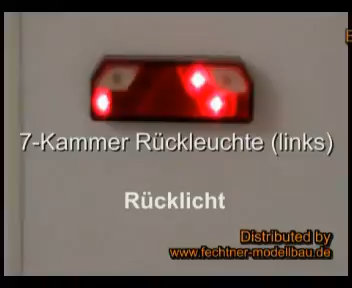 7-Kammer Rückleuchte (links)
Rücklicht
Distributed by
www.fechtner-modellbau.de